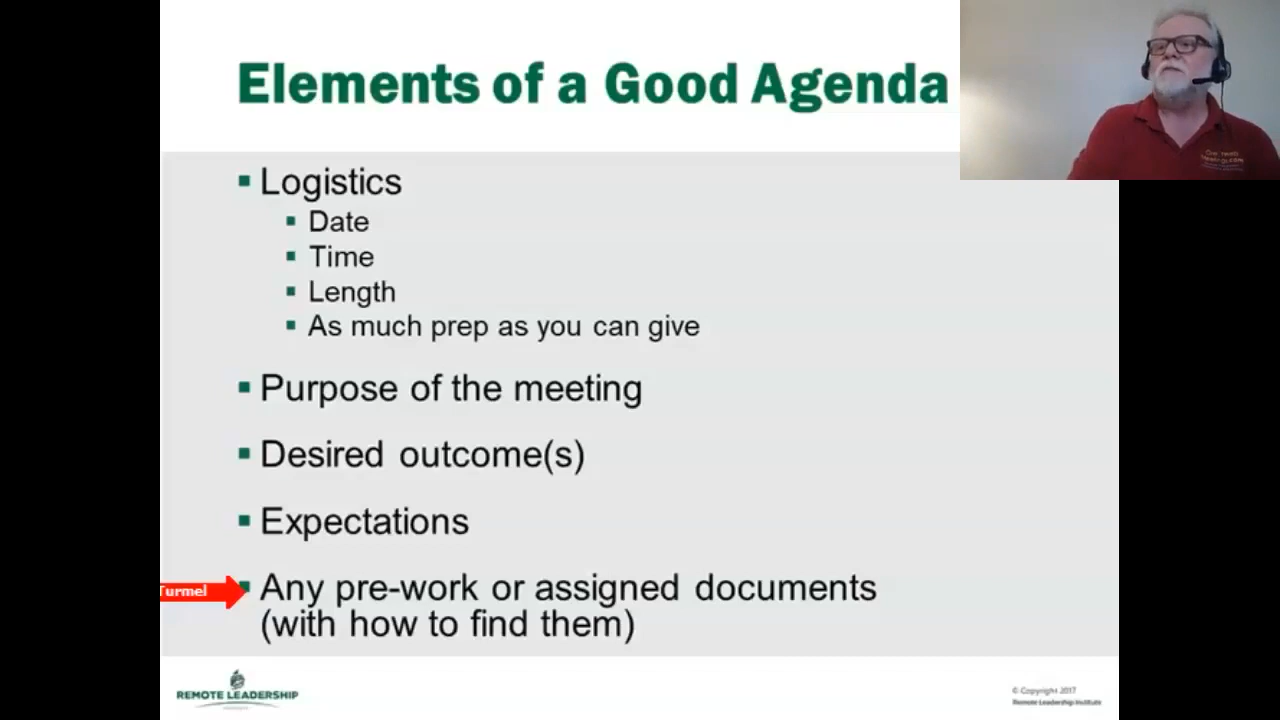 Elements of a Good Agenda
Logistics
Date
Time
Length
As much prep as you can give
Purpose of the meeting
Desired outcome(s)
Expectations
Turmel
Any pre-work or assigned documents
(with how to find them)
REMOTE LEADERSHIP
© Copyright 2017
Remote Leadership Institute